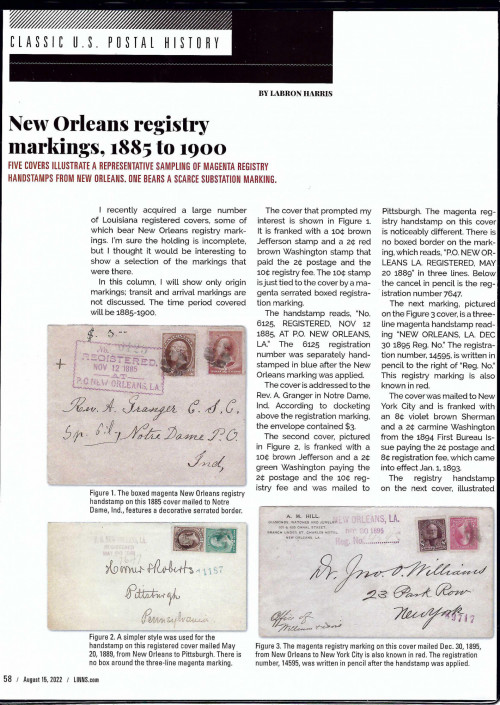 CLASSIC U.S. POSTAL HISTORY
BY LABRON HARRIS
New Orleans registry
markings, 1885 to 1900
FIVE COVERS ILLUSTRATE A REPRESENTATIVE SAMPLING OF MAGENTA REGISTRY
HANDSTAMPS FROM NEW ORLEANS. ONE BEARS A SCARCE SUBSTATION MARKING.
I recently acquired a large number
of Louisiana registered covers, some of
which bear New Orleans registry mark-
ings. I'm sure the holding is incomplete,
but I thought it would be interesting to
show a selection of the markings that
were there.
In this column, I will show only origin
markings; transit and arrival markings are
not discussed. The time period covered
will be 1885-1900.
$ 3.00
No. 6125
REGISTERED,
NOV 12 1885
AT
P.O. NEW ORLEANS, LA.
Rev. A. Granger C. S. C.
Notre Dame P.O.
Ind,
Figure 1. The boxed magenta New Orleans registry
handstamp on this 1885 cover mailed to Notre
Dame, Ind., features a decorative serrated border.
Homer & Roberts
Pittsburgh
Pennsylvania
Figure 2. A simpler style was used for the
handstamp on this registered cover mailed May
20, 1889, from New Orleans to Pittsburgh. There is
no box around the three-line magenta marking.
The cover that prompted my
interest is shown in Figure 1.
It is franked with a 10¢ brown
Jefferson stamp and a 2¢ red
brown Washington stamp that
paid the 2¢ postage and the
10¢ registry fee. The 10¢ stamp
is just tied to the cover by a ma-
genta serrated boxed registra-
tion marking.
The handstamp reads, "No.
6125, REGISTERED, NOV 12
1885, AT P.O. NEW ORLEANS,
LA." The 6125 registration
number was separately hand-
stamped in blue after the New
Orleans marking was applied.
The cover is addressed to the
Rev. A. Granger in Notre Dame,
Ind. According to docketing
above the registration marking,
the envelope contained $3.
The second cover, pictured
in Figure 2, is franked with a
10¢ brown Jefferson and a 2¢
green Washington paying the
2¢ postage and the 10¢ reg-
istry fee and was mailed to
Pittsburgh. The magenta reg-
istry handstamp on this cover
is noticeably different. There is
no boxed border on the mark-
ing, which reads, "P.O. NEW OR-
LEANS LA. REGISTERED, MAY
20 1889" in three lines. Below
the cancel in pencil is the reg-
istration number 7647.
The next marking, pictured
on the Figure 3 cover, is a three-
line magenta handstamp read-
ing "NEW ORLEANS, LA. DEC
30 1895 Reg. No." The registra-
tion number, 14595, is written in
pencil to the right of "Reg. No."
This registry marking is also
known in red.
The cover was mailed to New
York City and is franked with
an 8¢ violet brown Sherman
and a 2¢ carmine Washington
from the 1894 First Bureau Is-
sue paying the 2¢ postage and
8¢ registration fee, which came
into effect Jan. 1, 1893.
The registry handstamp
on the next cover, illustrated
A. M. HILL,
NEW ORLEANS, LA.
NEW ORLEANS, LA.
DEC 30 1895
Reg. No.
Dr. Jno. O. Williams
23 Park Row
New York
Figure 3. The magenta registry marking on this cover mailed Dec. 30, 1895,
from New Orleans to New York City is also known in red. The registration
number, 14595, was written in pencil after the handstamp was applied.
58 / August 15, 2022 / LINNS.com